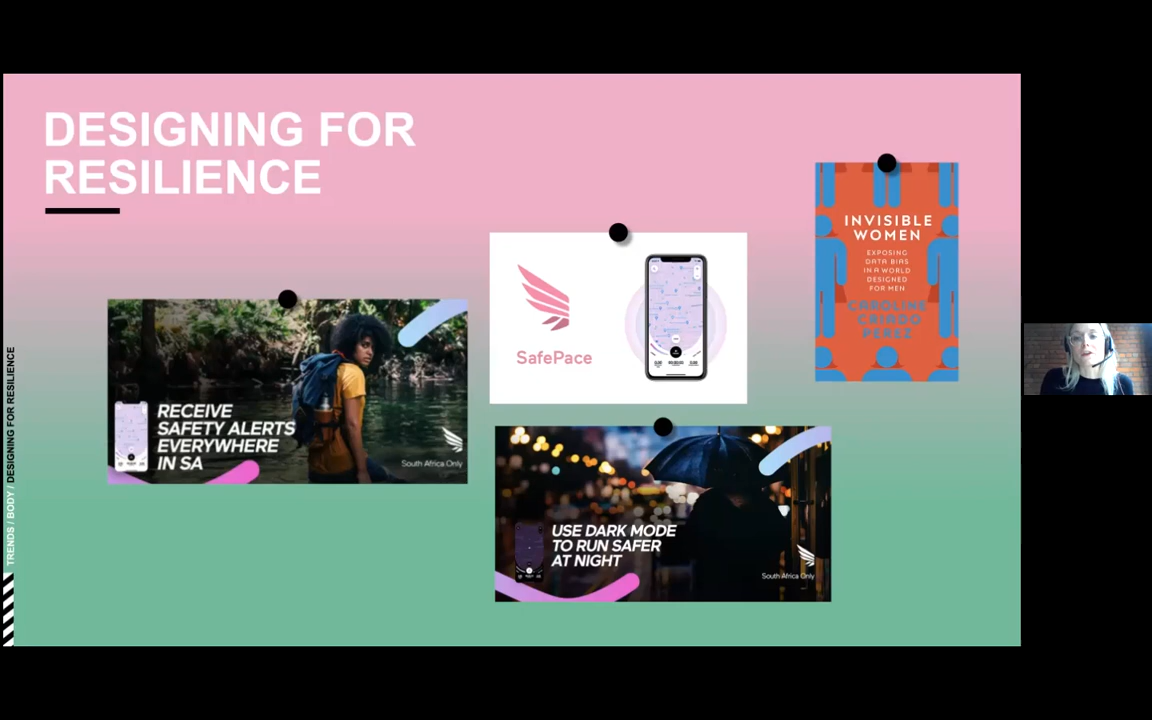 DESIGNING FOR
RESILIENCE
TRENDS / BODY / DESIGNING FOR RESILIENCE
RECEIVE
SAFETY ALERTS
EVERYWHERE
IN SA
South Africa Only
SafePace
USE DARK MODE
TO RUN SAFER
AT NIGHT
South Africa Only
INVISIBLE
WOMEN
EXPOSING
DATA BIAS
IN A WORLD
DESIGNED
FOR MEN
CAROLINE
CRIADO
PEREZ